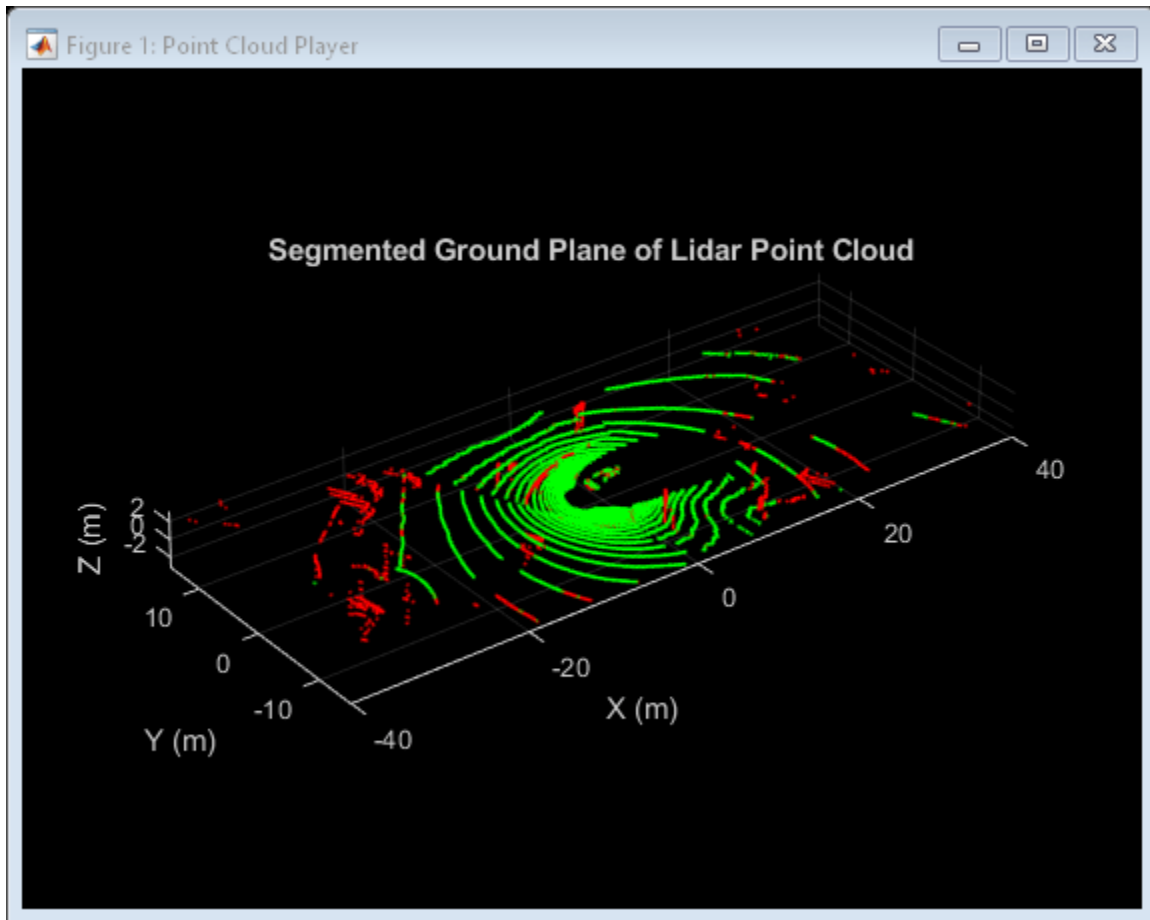 Figure 1: Point Cloud Player
Segmented Ground Plane of Lidar Point Cloud
Z (m)
2
0
-2
10
0
-10
Y (m)
-40
-20
0
20
40
X (m)